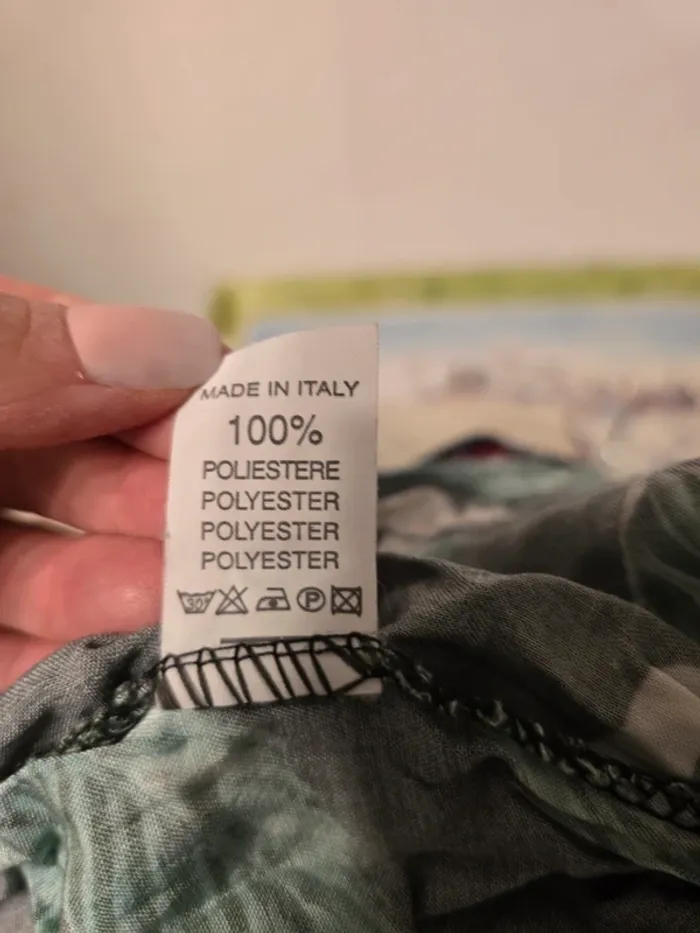 MADE IN ITALY
100%
POLIESTERE
POLYESTER
POLYESTER
POLYESTER
30° P